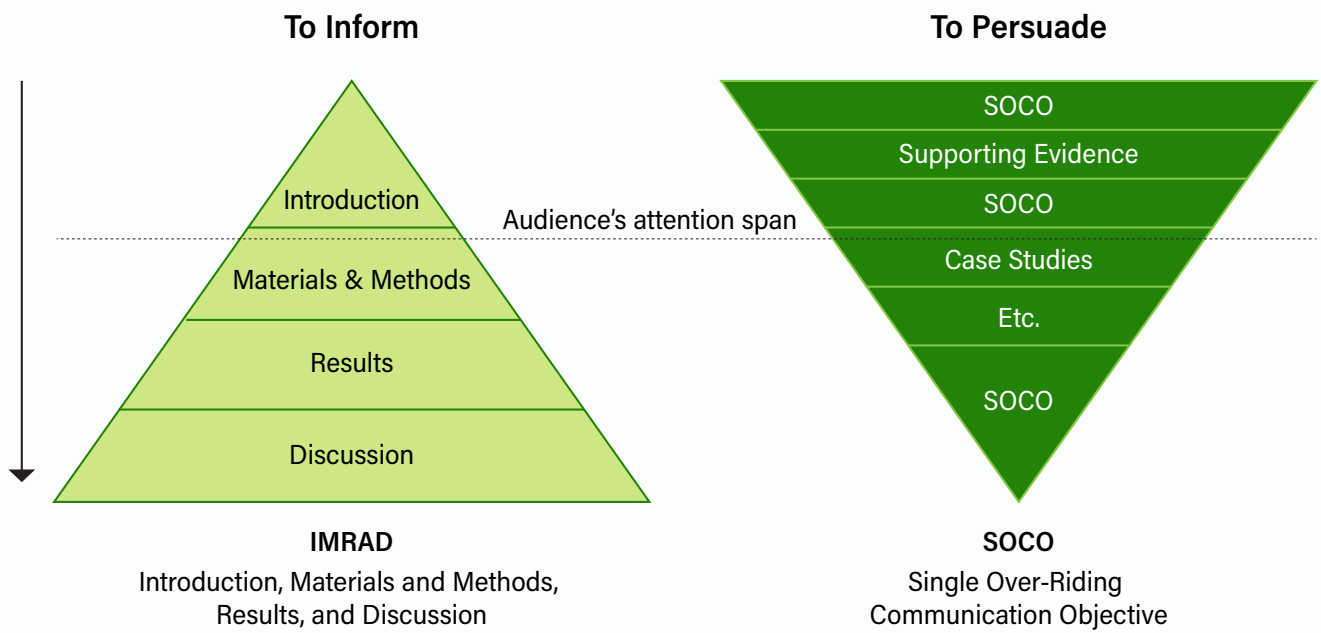 To Inform
Introduction
Materials & Methods
Results
Discussion
IMRAD
Introduction, Materials and Methods,
Results, and Discussion
Audience's attention span
To Persuade
SOCO
Supporting Evidence
SOCO
Case Studies
Etc.
SOCO
SOCO
Single Over-Riding
Communication Objective